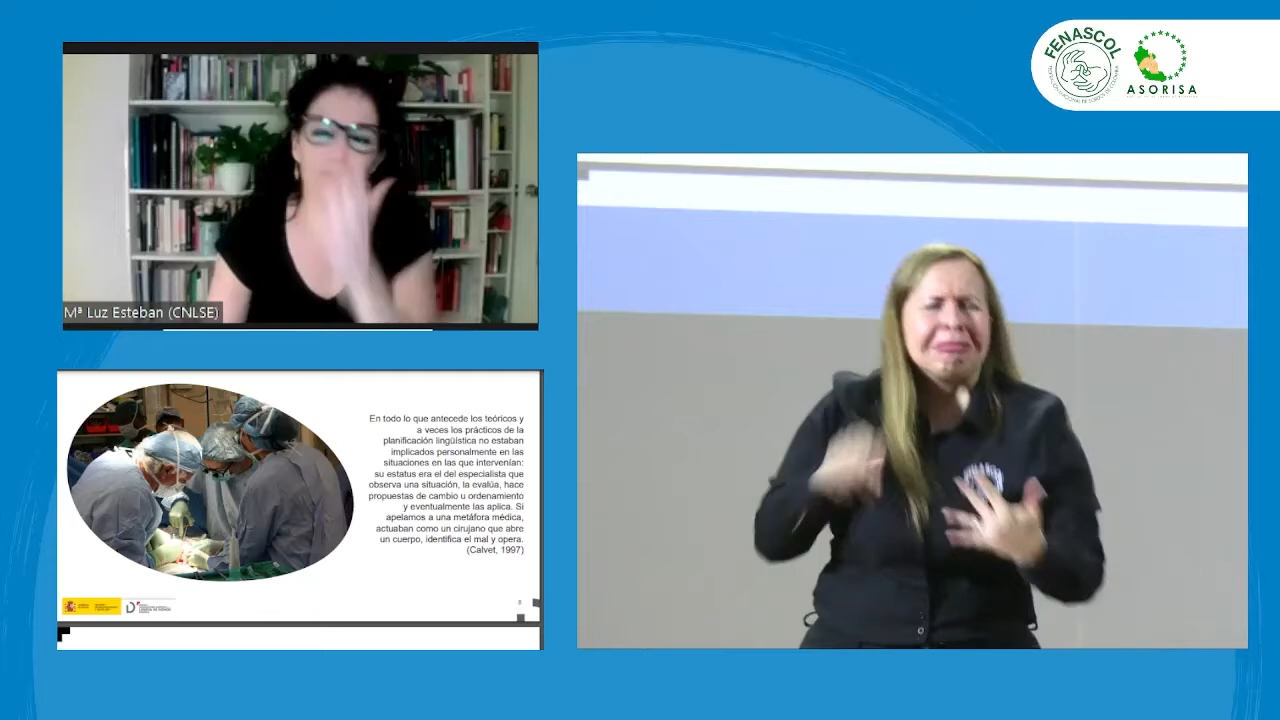 FENASCOL
ASORISA
Mª Luz Esteban (CNLSE)
En todo lo que antecede los teóricos y
a veces los prácticos de la
planificación lingüística no estaban
implicados personalmente en las
situaciones en las que intervenían:
su estatus era el del especialista que
observa una situación, la evalúa, hace
propuestas de cambio u ordenamiento
y eventualmente las aplica. Si
apelamos a una metáfora médica,
actuaban como un cirujano que abre
un cuerpo, identifica el mal y opera.
(Calvet, 1997)